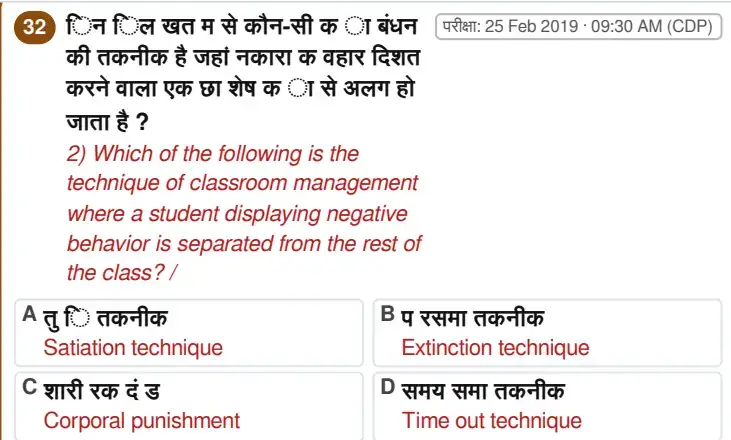 32 िन िल खत म से कौन-सी क ा बंधन
परीक्षा: 25 Feb 2019 · 09:30 AM (CDP)
की तकनीक है जहां नकारा क वहार दिशत
करने वाला एक छा शेष क ा से अलग हो
जाता है ?
2) Which of the following is the
technique of classroom management
where a student displaying negative
behavior is separated from the rest of
the class? /
A तु ि तकनीक
Satiation technique
B प रसमा तकनीक
Extinction technique
C शारी रक दं ड
Corporal punishment
D समय समा तकनीक
Time out technique